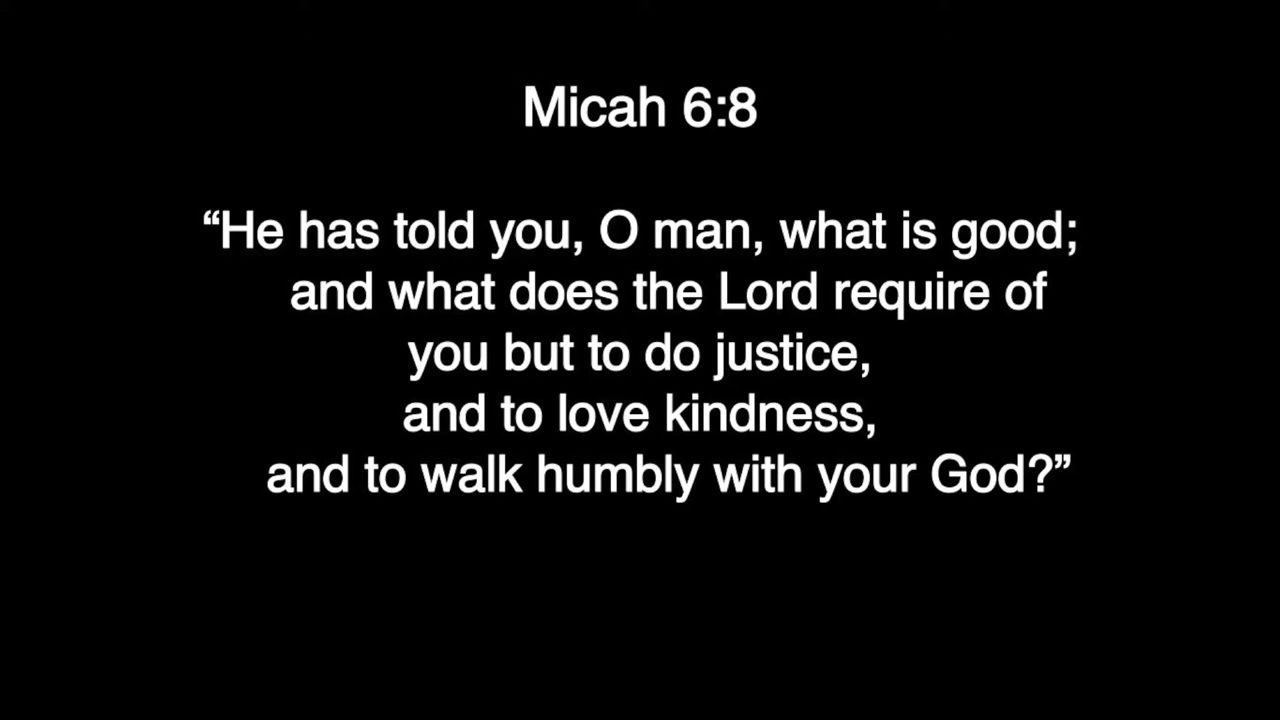 Micah 6:8
“He has told you, O man, what is good;
and what does the Lord require of
you but to do justice,
and to love kindness,
and to walk humbly with your God?”